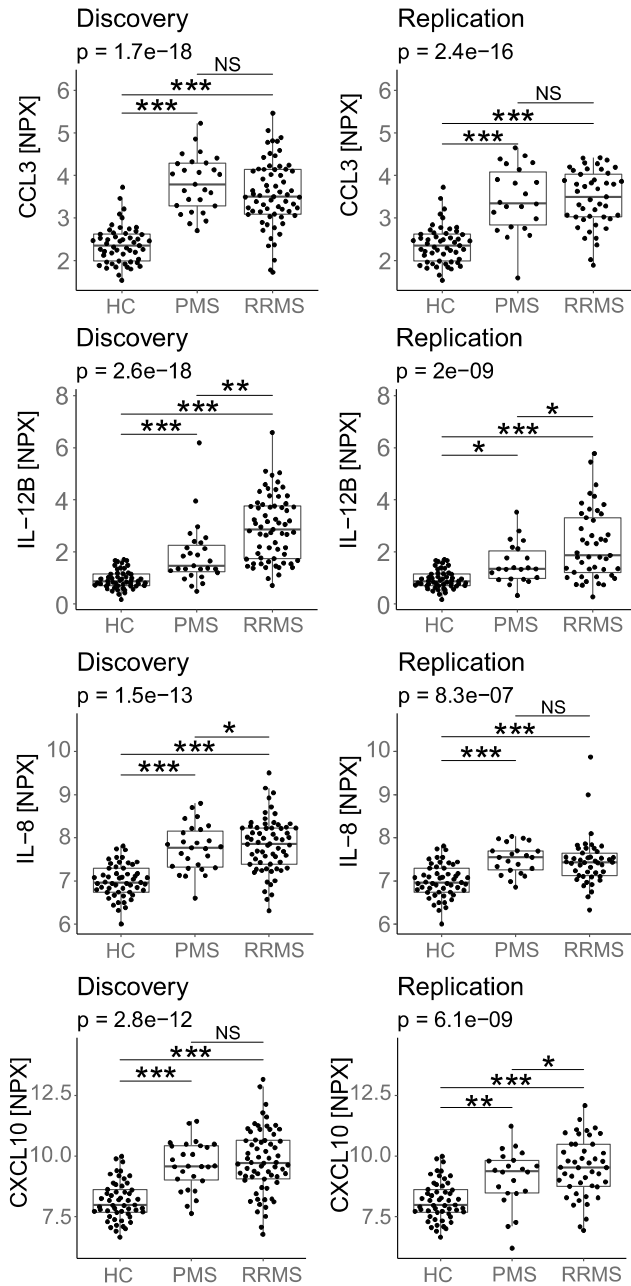 Discovery
p = 1.7e−18
NS
***
***
CCL3 [NPX]
6
5
4
3
2
HC PMS RRMS
Replication
p = 2.4e−16
NS
***
***
CCL3 [NPX]
6
5
4
3
2
HC PMS RRMS
Discovery
p = 2.6e−18
**
***
***
IL−12B [NPX]
8
6
4
2
0
HC PMS RRMS
Replication
p = 2e−09
*
***
*
IL−12B [NPX]
8
6
4
2
0
HC PMS RRMS
Discovery
p = 1.5e−13
*
***
***
IL−8 [NPX]
10
9
8
7
6
HC PMS RRMS
Replication
p = 8.3e−07
NS
***
***
IL−8 [NPX]
10
9
8
7
6
HC PMS RRMS
Discovery
p = 2.8e−12
NS
***
***
CXCL10 [NPX]
12.5
10.0
7.5
HC PMS RRMS
Replication
p = 6.1e−09
*
***
**
CXCL10 [NPX]
12.5
10.0
7.5
HC PMS RRMS